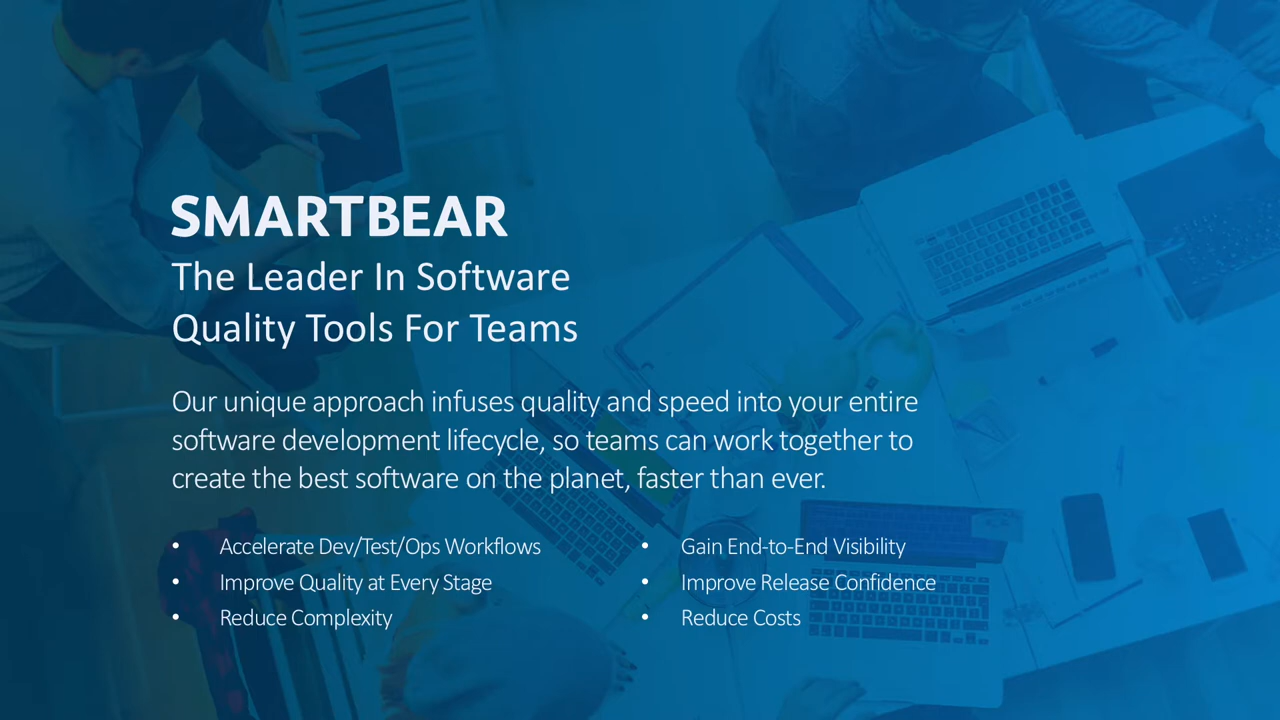 SMARTBEAR
The Leader In Software
Quality Tools For Teams
Our unique approach infuses quality and speed into your entire
software development lifecycle, so teams can work together to
create the best software on the planet, faster than ever.
• Accelerate Dev/Test/Ops Workflows
• Improve Quality at Every Stage
• Reduce Complexity
• Gain End-to-End Visibility
• Improve Release Confidence
• Reduce Costs